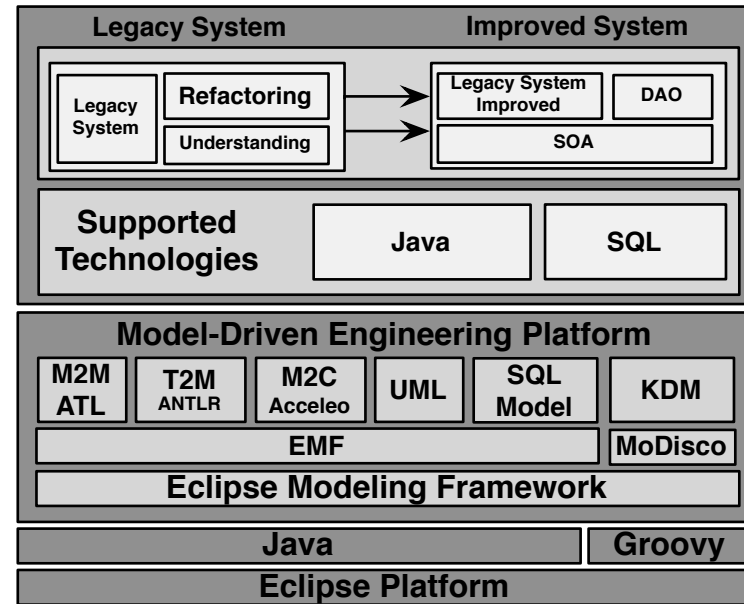 Legacy System
Improved System
Legacy
System
Refactoring
Understanding
Legacy System
Improved
DAO
SOA
Supported
Technologies
Java
SQL
Model-Driven Engineering Platform
M2M
ATL
T2M
ANTLR
M2C
Acceleo
UML
SQL
Model
KDM
EMF
MoDisco
Eclipse Modeling Framework
Java
Groovy
Eclipse Platform